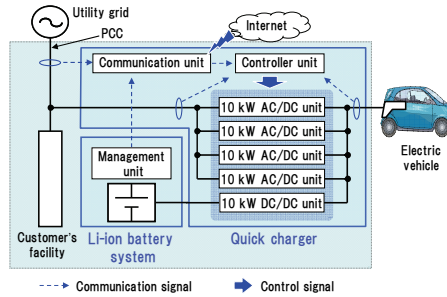 Utility grid
PCC
Internet
Communication unit
Controller unit
10 kW AC/DC unit
10 kW AC/DC unit
10 kW AC/DC unit
10 kW AC/DC unit
10 kW DC/DC unit
Electric
vehicle
Management
unit
Customer's
facility
Li-ion battery
system
Quick charger
Communication signal
Control signal